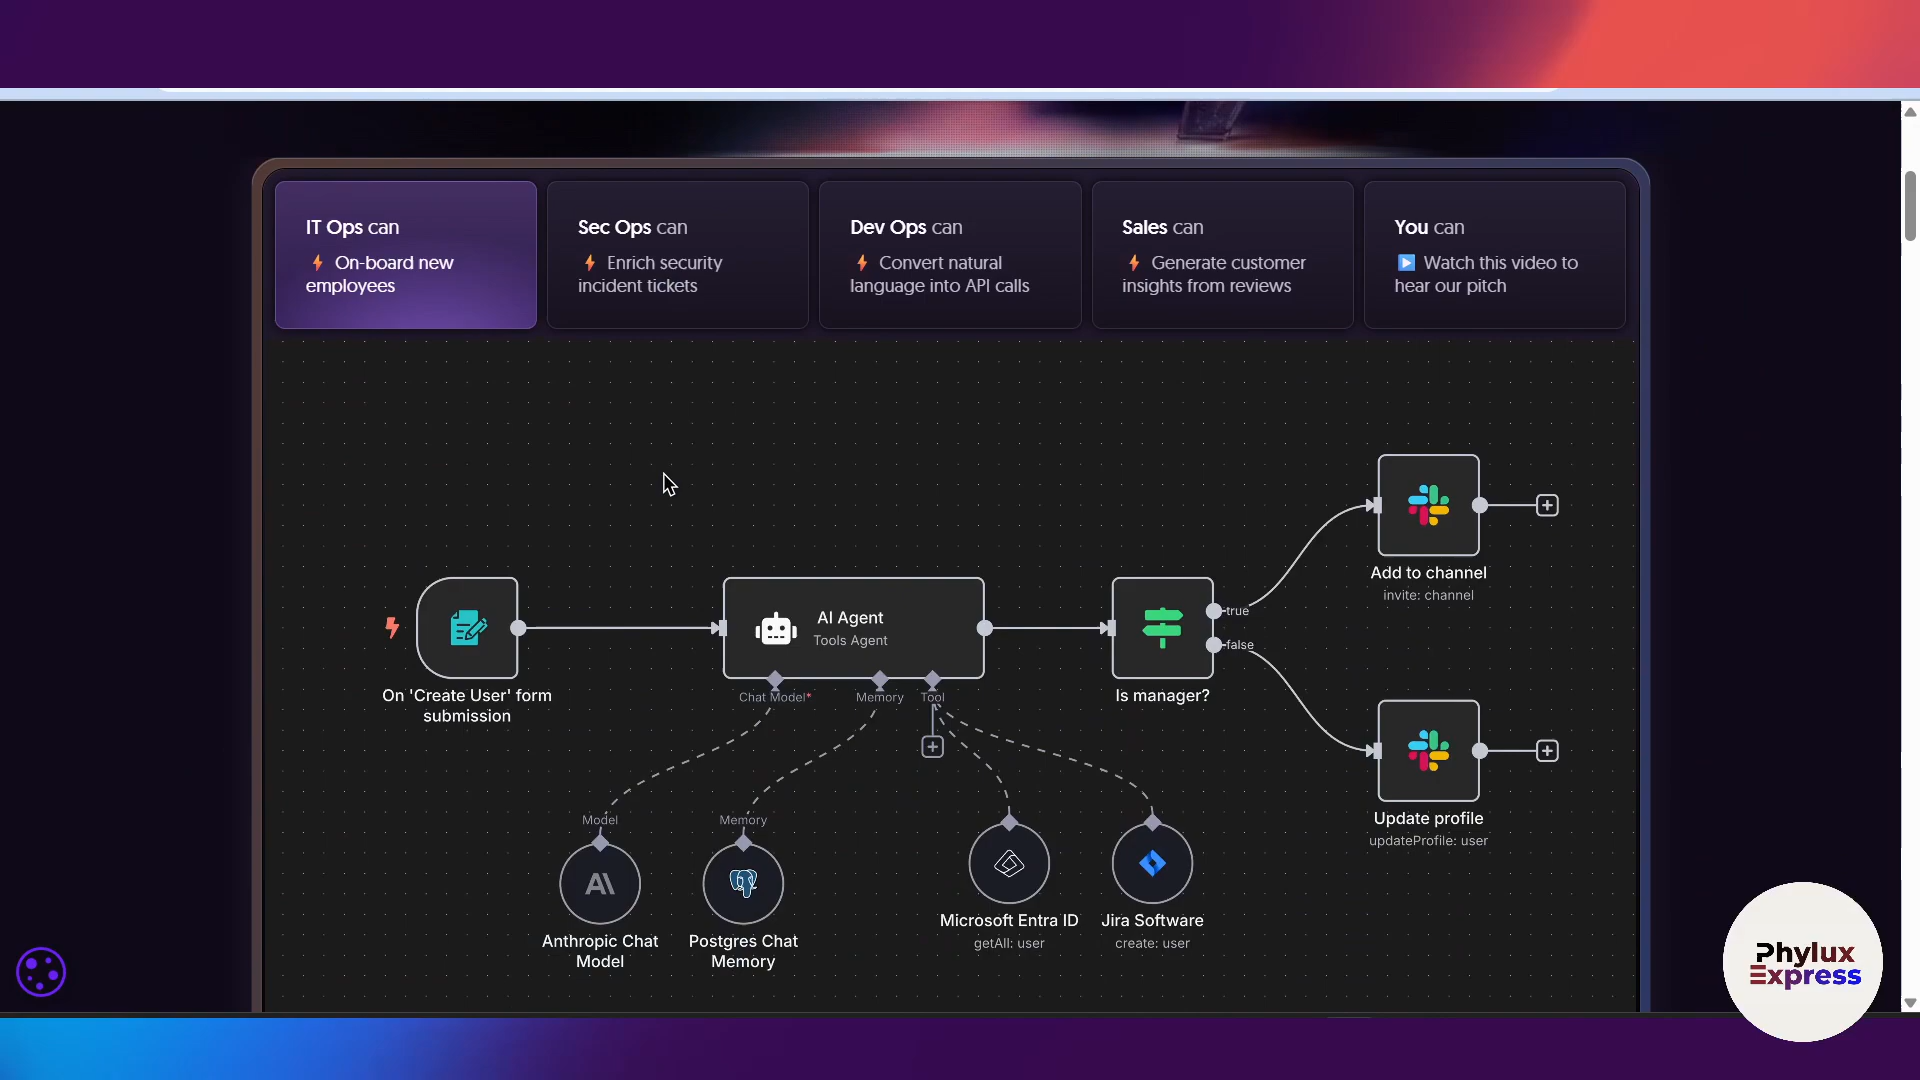 IT Ops can
⚡ On-board new
employees
Sec Ops can
⚡ Enrich security
incident tickets
Dev Ops can
⚡ Convert natural
language into API calls
Sales can
⚡ Generate customer
insights from reviews
You can
▶️ Watch this video to
hear our pitch
On 'Create User' form
submission
AI Agent
Tools Agent
Chat Model*
Memory
Tool
Is manager?
true
false
Add to channel
invite: channel
Update profile
updateProfile: user
Model
Memory
Anthropic Chat
Model
Postgres Chat
Memory
Microsoft Entra ID
getAll: user
Jira Software
create: user
Phylux
Express